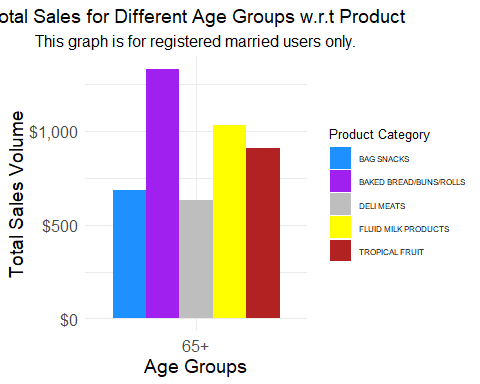 otal Sales for Different Age Groups w.r.t Product
This graph is for registered married users only.
Total Sales Volume
$1,000
$500
$0
65+
Age Groups
Product Category
BAG SNACKS
BAKED BREAD/BUNS/ROLLS
DELI MEATS
FLUID MILK PRODUCTS
TROPICAL FRUIT